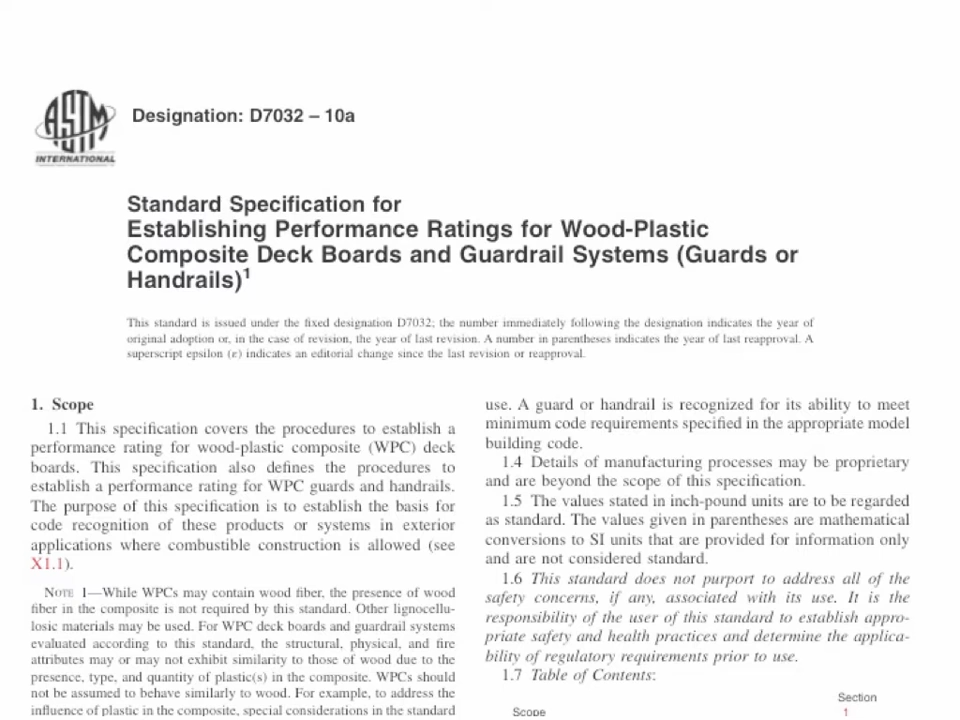 ASTM
INTERNATIONAL
Designation: D7032 – 10a
Standard Specification for
Establishing Performance Ratings for Wood-Plastic
Composite Deck Boards and Guardrail Systems (Guards or
Handrails)1
This standard is issued under the fixed designation D7032; the number immediately following the designation indicates the year of
original adoption or, in the case of revision, the year of last revision. A number in parentheses indicates the year of last reapproval. A
superscript epsilon (ε) indicates an editorial change since the last revision or reapproval.
1. Scope
1.1 This specification covers the procedures to establish a
performance rating for wood-plastic composite (WPC) deck
boards. This specification also defines the procedures to
establish a performance rating for WPC guards and handrails.
The purpose of this specification is to establish the basis for
code recognition of these products or systems in exterior
applications where combustible construction is allowed (see
X1.1).
NOTE 1—While WPCs may contain wood fiber, the presence of wood
fiber in the composite is not required by this standard. Other lignocellu-
losic materials may be used. For WPC deck boards and guardrail systems
evaluated according to this standard, the structural, physical, and fire
attributes may or may not exhibit similarity to those of wood due to the
presence, type, and quantity of plastic(s) in the composite. WPCs should
not be assumed to behave similarly to wood. For example, to address the
influence of plastic in the composite, special considerations in the standard
use. A guard or handrail is recognized for its ability to meet
minimum code requirements specified in the appropriate model
building code.
1.4 Details of manufacturing processes may be proprietary
and are beyond the scope of this specification.
1.5 The values stated in inch-pound units are to be regarded
as standard. The values given in parentheses are mathematical
conversions to SI units that are provided for information only
and are not considered standard.
1.6 This standard does not purport to address all of the
safety concerns, if any, associated with its use. It is the
responsibility of the user of this standard to establish appro-
priate safety and health practices and determine the applica-
bility of regulatory requirements prior to use.
1.7 Table of Contents:
Section
Scope 1